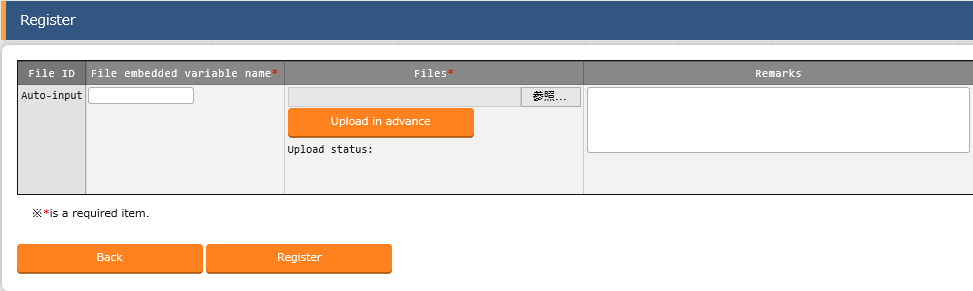 Register
File ID File embedded variable name* Files* Remarks
Auto-input 参照...
Upload in advance
Upload status:
※*is a required item.
Back Register